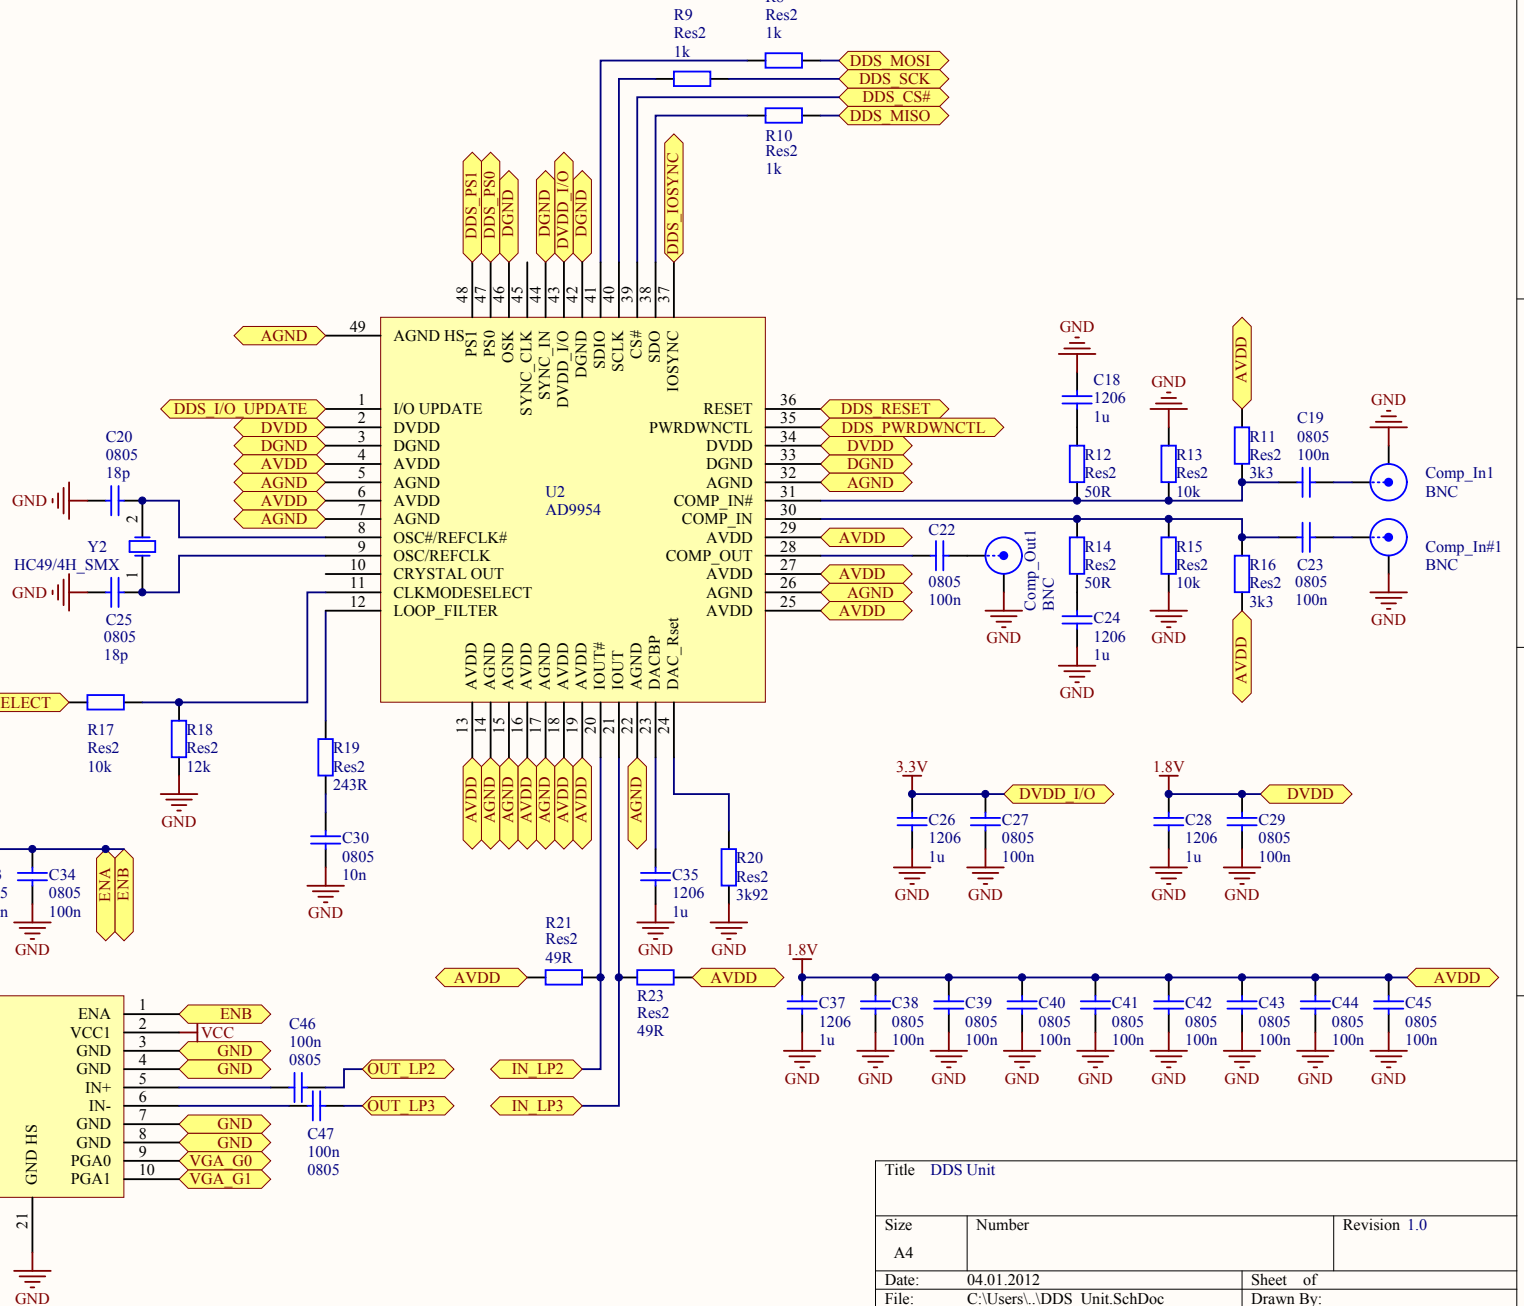 R9
Res2
1k
Res2
1k
DDS_MOSI
DDS_SCK
DDS_CS#
DDS_MISO
R10
Res2
1k
DDS_PS1
DDS_PS0
DGND
DGND
DVDD_I/O
DGND
DDS_IOSYNC
48
47
46
45
44
43
42
41
40
39
38
37
AGND
49
AGND HS
PS1
PS0
OSK
SYNC_CLK
SYNC_IN
DVDD_I/O
DGND
SDIO
SCLK
CS#
SDO
IOSYNC
DDS_I/O_UPDATE
1
I/O UPDATE
DVDD
2
DVDD
DGND
3
DGND
AVDD
4
AVDD
AGND
5
AGND
AVDD
6
AVDD
AGND
7
AGND
8
OSC#/REFCLK#
9
OSC/REFCLK
10
CRYSTAL OUT
11
CLKMODESELECT
12
LOOP_FILTER
U2
AD9954
RESET
36
DDS_RESET
PWRDWNCTL
35
DDS_PWRDWNCTL
DVDD
34
DVDD
DGND
33
DGND
AGND
32
AGND
COMP_IN#
31
COMP_IN
30
AVDD
29
AVDD
COMP_OUT
28
AVDD
27
AVDD
AGND
26
AGND
AVDD
25
AVDD
C20
0805
18p
GND
2
Y2
HC49/4H_SMX
1
GND
C25
0805
18p
GND
C18
1206
1u
GND
AVDD
R12
Res2
50R
R13
Res2
10k
R11
Res2
3k3
C19
0805
100n
GND
Comp_In1
BNC
C22
0805
100n
Comp_Out1
BNC
GND
R14
Res2
50R
R15
Res2
10k
R16
Res2
3k3
C23
0805
100n
Comp_In#1
BNC
GND
C24
1206
1u
GND
GND
AVDD
AVDD
AGND
AGND
AVDD
AGND
AVDD
AVDD
IOUT#
IOUT
AGND
DACBP
DAC_Rset
13
14
15
16
17
18
19
20
21
22
23
24
AVDD
AGND
AGND
AVDD
AGND
AVDD
AVDD
AGND
ELECT
R17
Res2
10k
R18
Res2
12k
GND
R19
Res2
243R
C30
0805
10n
GND
C34
0805
100n
GND
5
n
ENA
ENB
C35
1206
1u
GND
R20
Res2
3k92
GND
3.3V
DVDD_I/O
C26
1206
1u
GND
C27
0805
100n
GND
1.8V
DVDD
C28
1206
1u
GND
C29
0805
100n
GND
R21
Res2
49R
AVDD
R23
Res2
49R
AVDD
1.8V
AVDD
C37
1206
1u
GND
C38
0805
100n
GND
C39
0805
100n
GND
C40
0805
100n
GND
C41
0805
100n
GND
C42
0805
100n
GND
C43
0805
100n
GND
C44
0805
100n
GND
C45
0805
100n
GND
ENA
1
ENB
VCC1
2
VCC
GND
3
GND
GND
4
GND
IN+
5
IN-
6
GND
7
GND
GND
8
GND
PGA0
9
VGA_G0
PGA1
10
VGA_G1
GND HS
21
GND
C46
100n
0805
OUT_LP2
OUT_LP3
C47
100n
0805
IN_LP2
IN_LP3
Title DDS Unit
Size
A4
Number
Revision 1.0
Date: 04.01.2012
Sheet of
File: C:\Users\..\DDS_Unit.SchDoc
Drawn By: